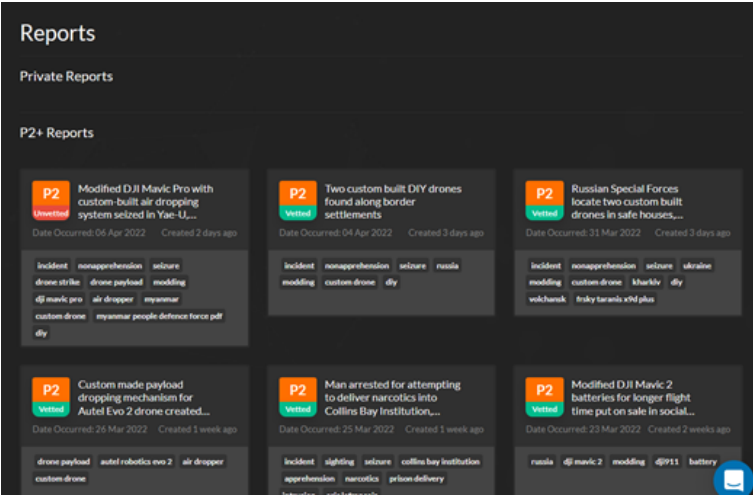 Reports
Private Reports
P2+ Reports
P2
Unvetted
Modified DJI Mavic Pro with
custom-built air dropping
system seized in Yae-U,...
Date Occurred: 06 Apr 2022 Created 2 days ago
incident nonapprehension seizure
drone strike drone payload modding
dji mavic pro air dropper myanmar
custom drone myanmar people defence force pdf
diy
P2
Vetted
Two custom built DIY drones
found along border
settlements
Date Occurred: 04 Apr 2022 Created 3 days ago
incident nonapprehension seizure russia
modding custom drone diy
P2
Vetted
Russian Special Forces
locate two custom built
drones in safe houses,...
Date Occurred: 31 Mar 2022 Created 3 days ago
incident nonapprehension seizure ukraine
modding custom drone kharkiv diy
volchansk frsky taranis x9d plus
P2
Vetted
Custom made payload
dropping mechanism for
Autel Evo 2 drone created...
Date Occurred: 26 Mar 2022 Created 1 week ago
drone payload autel robotics evo 2 air dropper
custom drone
P2
Vetted
Man arrested for attempting
to deliver narcotics into
Collins Bay Institution,...
Date Occurred: 25 Mar 2022 Created 1 week ago
incident sighting seizure collins bay institution
apprehension narcotics prison delivery
P2
Vetted
Modified DJI Mavic 2
batteries for longer flight
time put on sale in social...
Date Occurred: 23 Mar 2022 Created 2 weeks ago
russia dji mavic 2 modding dji911 battery